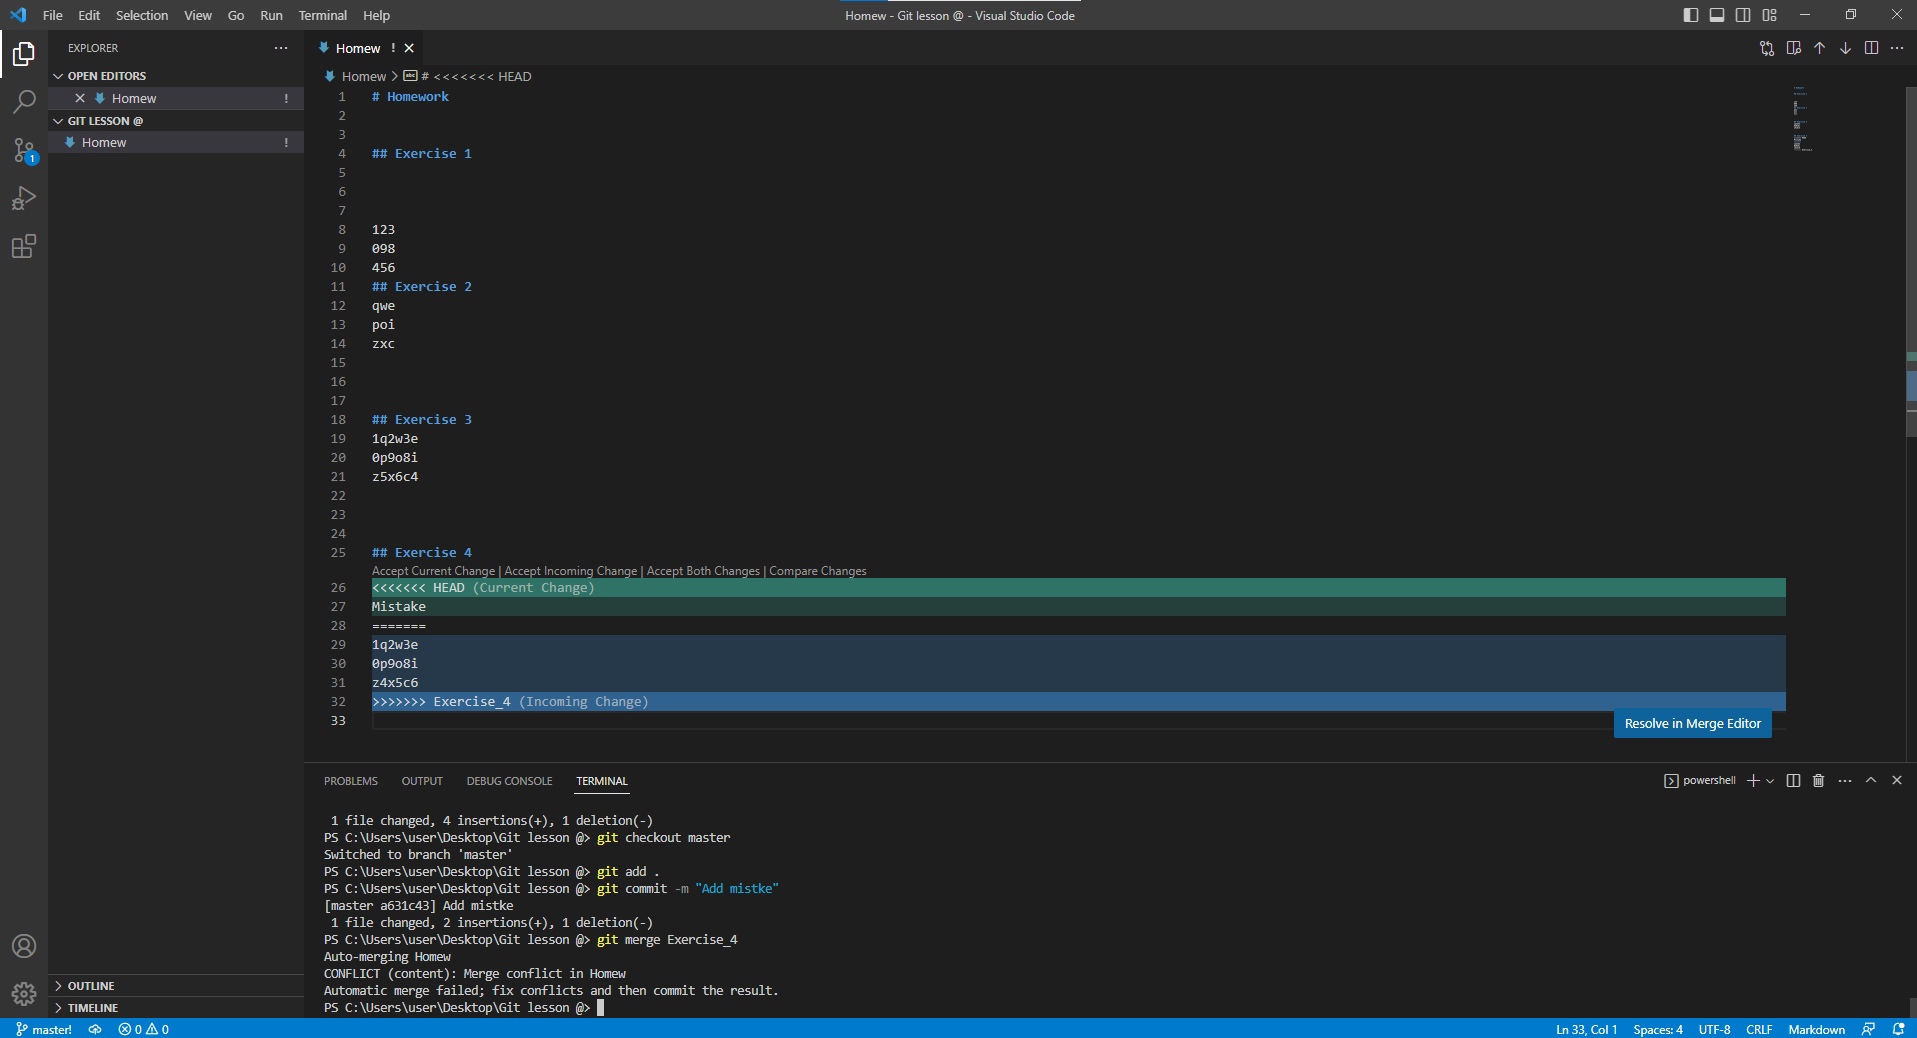 File Edit Selection View Go Run Terminal Help
Homew - Git lesson @ - Visual Studio Code
EXPLORER
OPEN EDITORS
Homew !
GIT LESSON @
Homew !
OUTLINE
TIMELINE
1
Homew !
Homew > # <<<<<<< HEAD
1 # Homework
2
3
4 ## Exercise 1
5
6
7
8 123
9 098
10 456
11 ## Exercise 2
12 qwe
13 poi
14 zxc
15
16
17
18 ## Exercise 3
19 1q2w3e
20 0p9o8i
21 z5x6c4
22
23
24
25 ## Exercise 4
Accept Current Change | Accept Incoming Change | Accept Both Changes | Compare Changes
26 <<<<<<< HEAD (Current Change)
27 Mistake
28 =======
29 1q2w3e
30 0p9o8i
31 z4x5c6
32 >>>>>>> Exercise_4 (Incoming Change)
33
Resolve in Merge Editor
PROBLEMS OUTPUT DEBUG CONSOLE TERMINAL
powershell
1 file changed, 4 insertions(+), 1 deletion(-)
PS C:\Users\user\Desktop\Git lesson @> git checkout master
Switched to branch 'master'
PS C:\Users\user\Desktop\Git lesson @> git add .
PS C:\Users\user\Desktop\Git lesson @> git commit -m "Add mistke"
[master a631c43] Add mistke
1 file changed, 2 insertions(+), 1 deletion(-)
PS C:\Users\user\Desktop\Git lesson @> git merge Exercise_4
Auto-merging Homew
CONFLICT (content): Merge conflict in Homew
Automatic merge failed; fix conflicts and then commit the result.
PS C:\Users\user\Desktop\Git lesson @>
master! 0 0
Ln 33, Col 1 Spaces: 4 UTF-8 CRLF Markdown